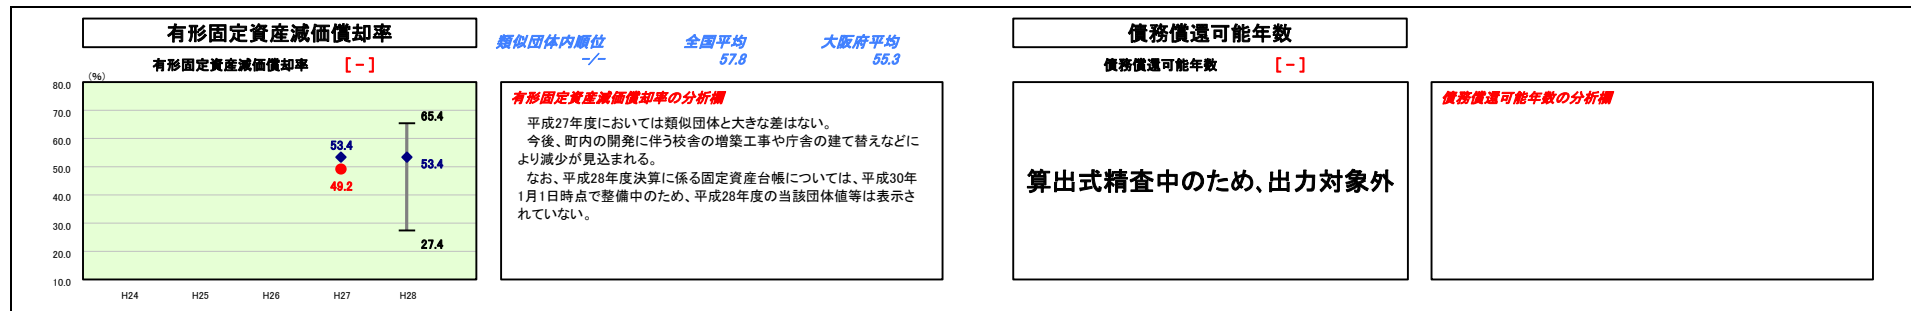 有形固定資産減価償却率
有形固定資産減価償却率 [-]
類似団体内順位 全国平均 大阪府平均
-/- 57.8 55.3
(%)
80.0
70.0
60.0
50.0
40.0
30.0
20.0
10.0
H24 H25 H26 H27 H28
53.4
49.2
65.4
53.4
27.4
有形固定資産減価償却率の分析欄
平成27年度においては類似団体と大きな差はない。
今後、町内の開発に伴う校舎の増築工事や庁舎の建て替えなどに
より減少が見込まれる。
なお、平成28年度決算に係る固定資産台帳については、平成30年
1月1日時点で整備中のため、平成28年度の当該団体値等は表示さ
れていない。
債務償還可能年数
債務償還可能年数 [-]
算出式精査中のため、出力対象外
債務償還可能年数の分析欄